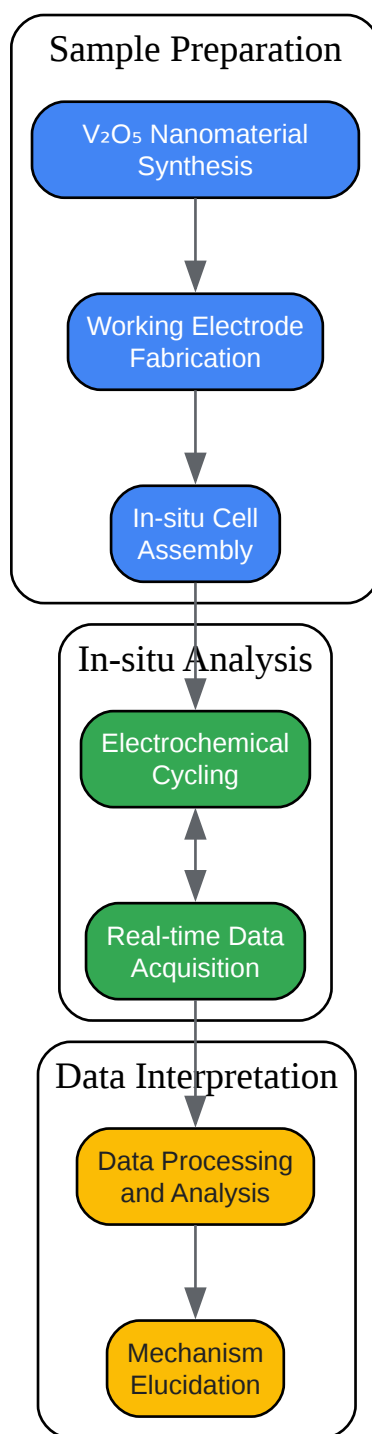 Sample Preparation
V₂O₅ Nanomaterial
Synthesis
Working Electrode
Fabrication
In-situ Cell
Assembly
In-situ Analysis
Electrochemical
Cycling
Real-time Data
Acquisition
Data Interpretation
Data Processing
and Analysis
Mechanism
Elucidation